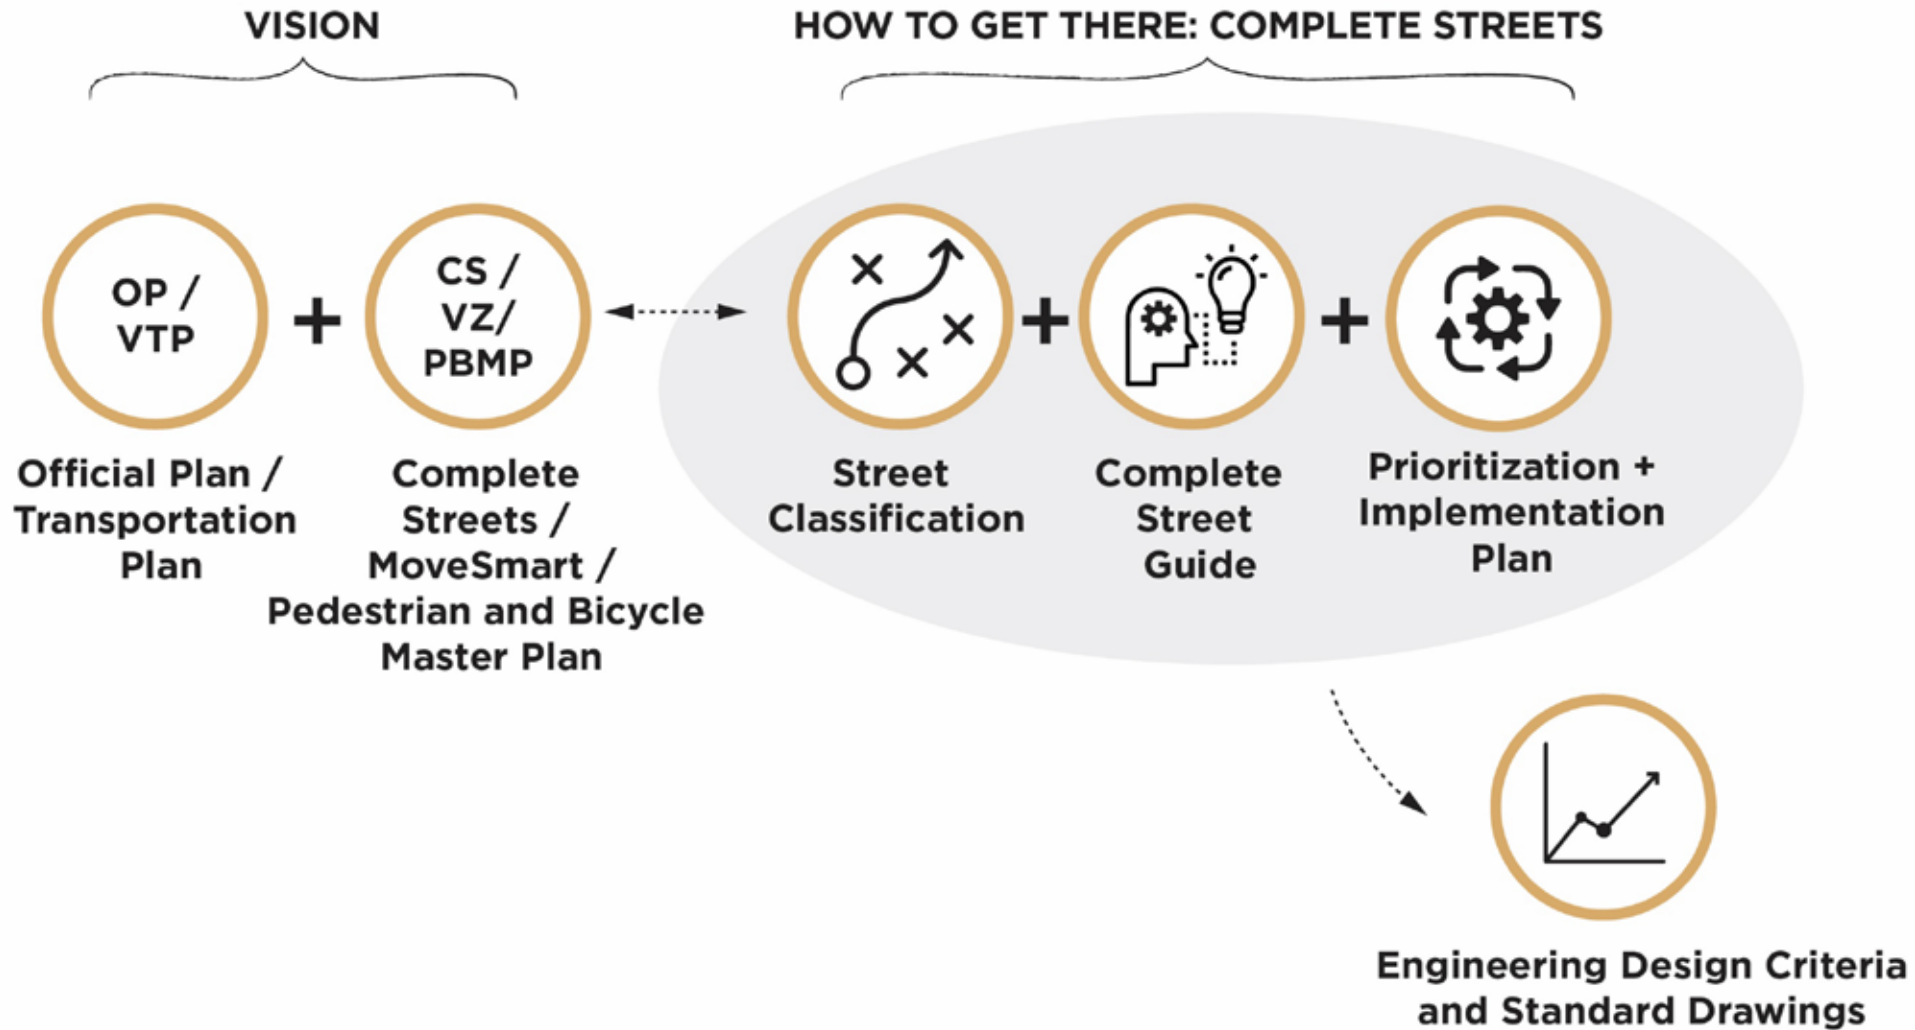 VISION
HOW TO GET THERE: COMPLETE STREETS
OP /
VTP
+
CS /
VZ/
PBMP
+
+
Official Plan /
Transportation
Plan
Complete
Streets /
MoveSmart /
Pedestrian and Bicycle
Master Plan
Street
Classification
Complete
Street
Guide
Prioritization +
Implementation
Plan
Engineering Design Criteria
and Standard Drawings